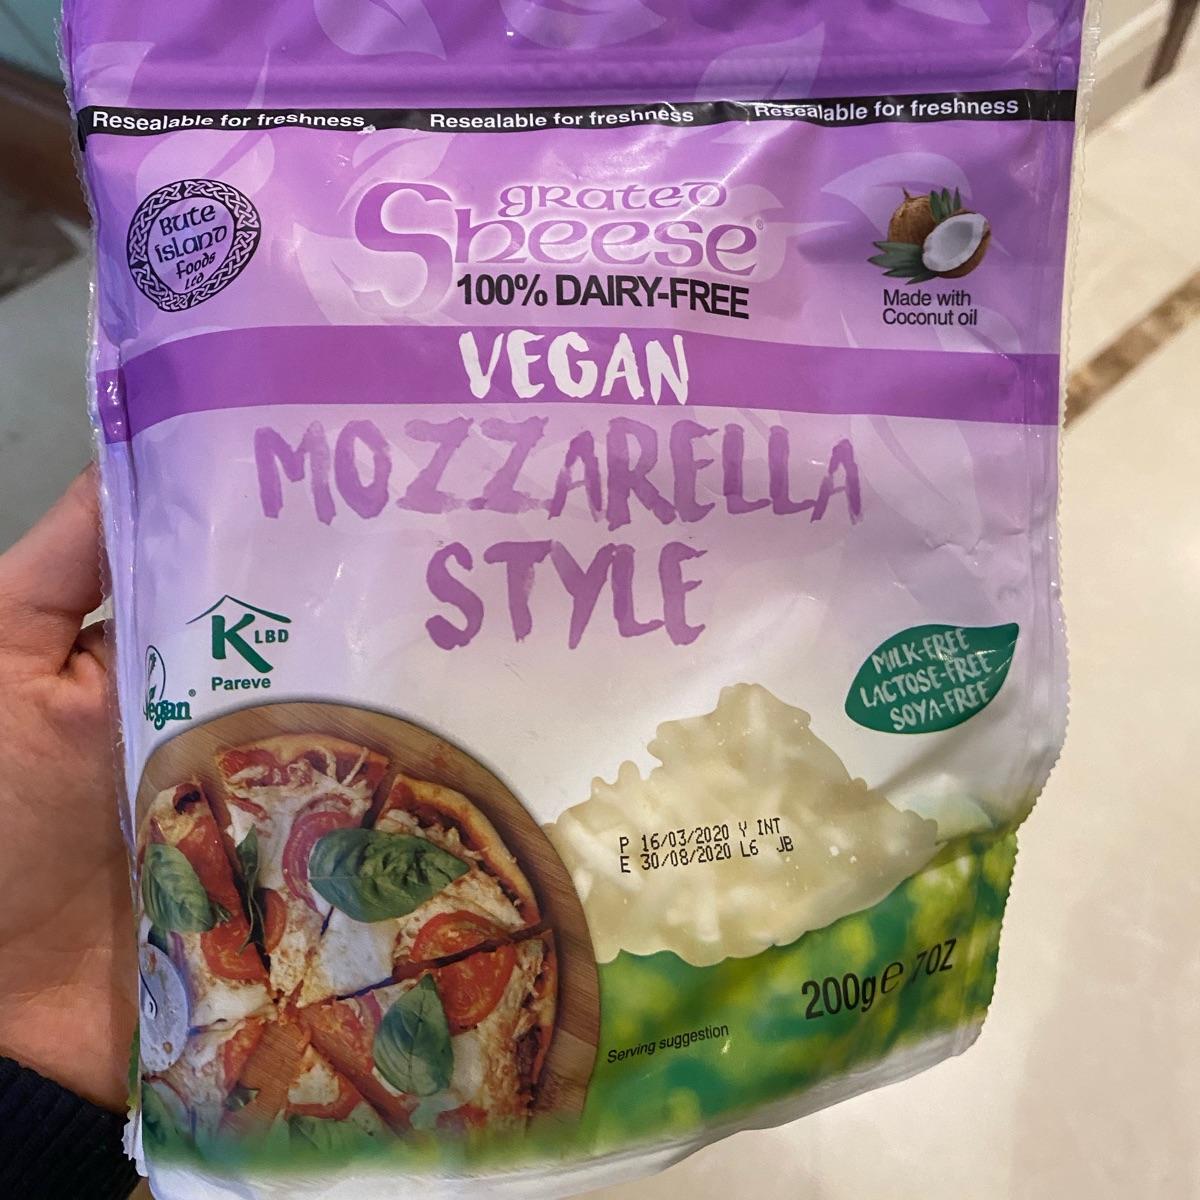 Resealable for freshness Resealable for freshness Resealable for freshness
Bute
Island
Foods
Ltd
grated
Sheese®
100% DAIRY-FREE
Made with
Coconut oil
VEGAN
MOZZARELLA
STYLE
K LBD
Pareve
Vegan®
MILK-FREE
LACTOSE-FREE
SOYA-FREE
P 16/03/2020 Y INT
E 30/08/2020 L6 JB
200g e 7OZ
Serving suggestion